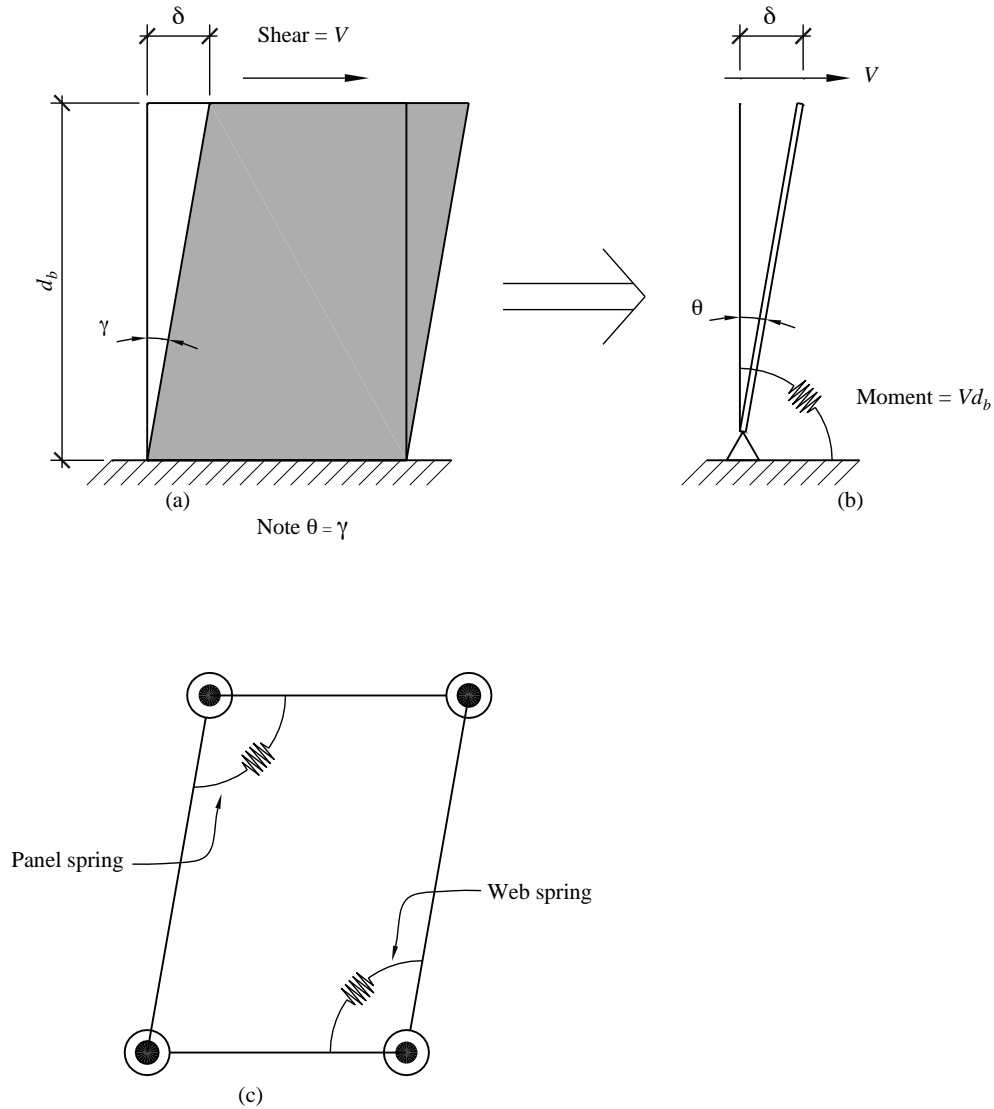 δ
Shear = V
δ
V
d_b
γ
θ
Moment = Vd_b
(a)
(b)
Note θ = γ
Panel spring
Web spring
(c)